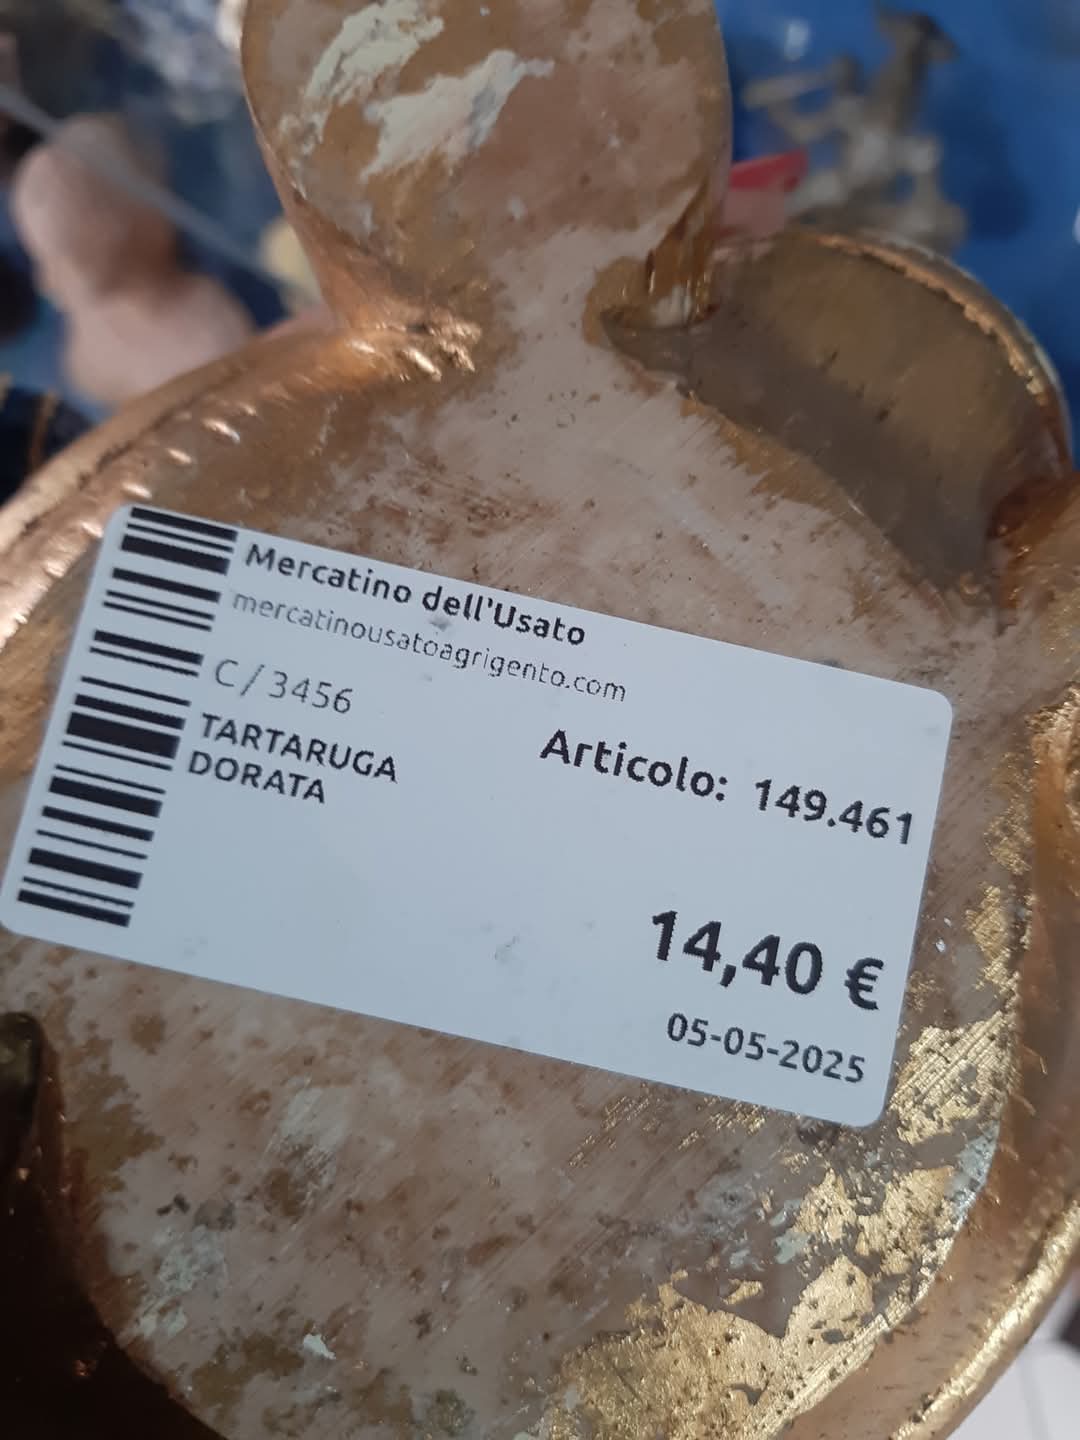 Mercatino dell'Usato
mercatinousatoagrigento.com
C/3456
TARTARUGA
DORATA
Articolo: 149.461
14,40 €
05-05-2025